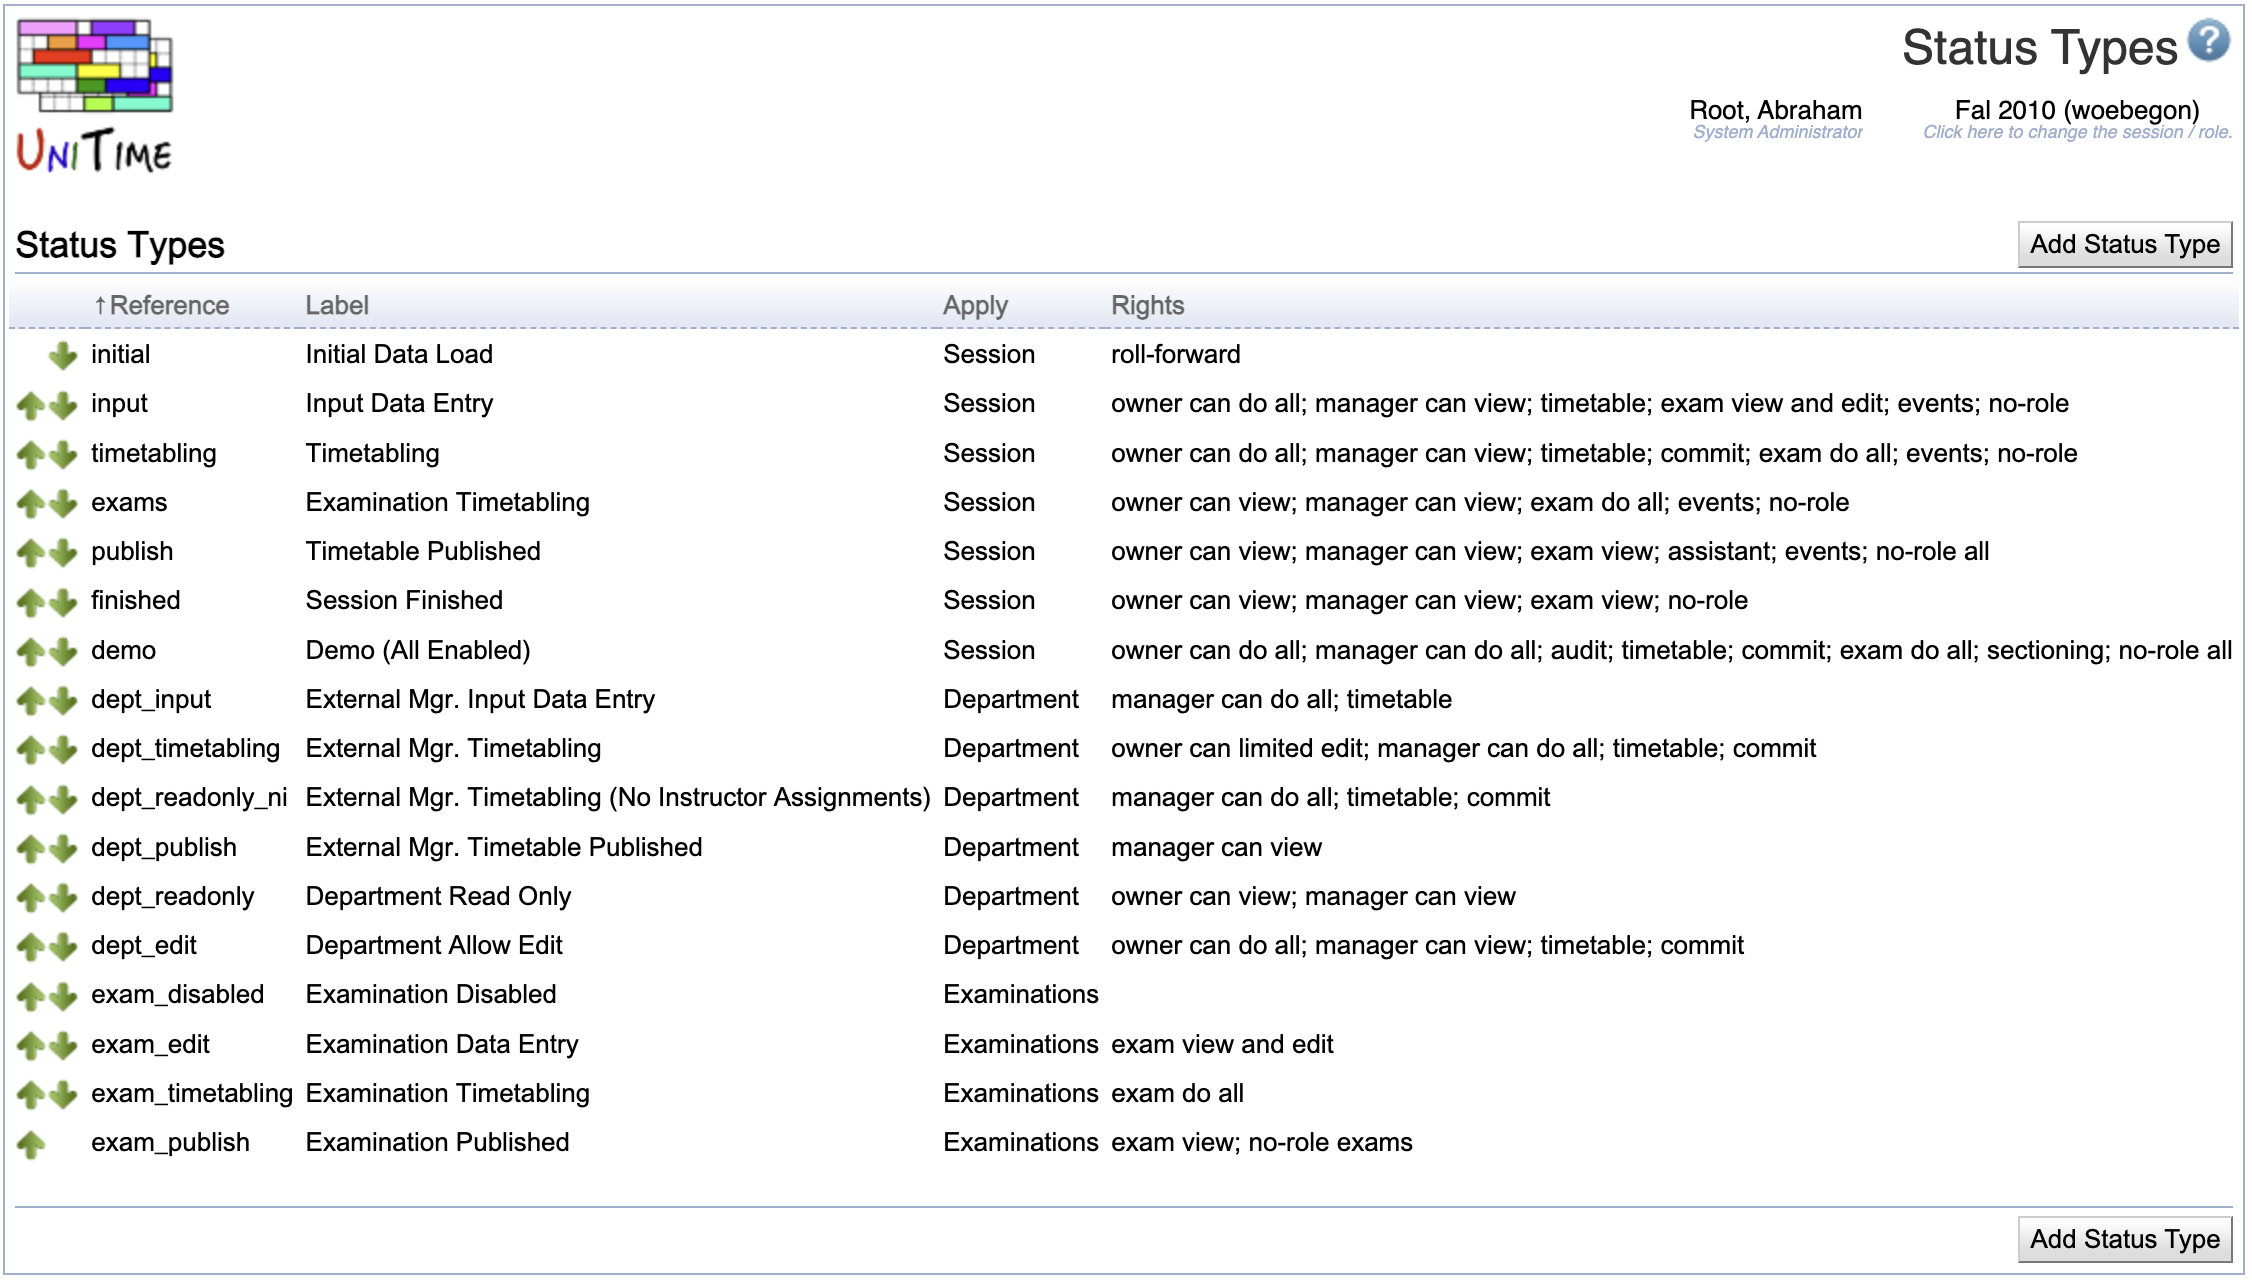 Status Types
Root, Abraham
System Administrator
Fal 2010 (woebegon)
Click here to change the session / role.
UNITIME
Status Types
Add Status Type
↑Reference Label Apply Rights
initial Initial Data Load Session roll-forward
input Input Data Entry Session owner can do all; manager can view; timetable; exam view and edit; events; no-role
timetabling Timetabling Session owner can do all; manager can view; timetable; commit; exam do all; events; no-role
exams Examination Timetabling Session owner can view; manager can view; exam do all; events; no-role
publish Timetable Published Session owner can view; manager can view; exam view; assistant; events; no-role all
finished Session Finished Session owner can view; manager can view; exam view; no-role
demo Demo (All Enabled) Session owner can do all; manager can do all; audit; timetable; commit; exam do all; sectioning; no-role all
dept_input External Mgr. Input Data Entry Department manager can do all; timetable
dept_timetabling External Mgr. Timetabling Department owner can limited edit; manager can do all; timetable; commit
dept_readonly_ni External Mgr. Timetabling (No Instructor Assignments) Department manager can do all; timetable; commit
dept_publish External Mgr. Timetable Published Department manager can view
dept_readonly Department Read Only Department owner can view; manager can view
dept_edit Department Allow Edit Department owner can do all; manager can view; timetable; commit
exam_disabled Examination Disabled Examinations
exam_edit Examination Data Entry Examinations exam view and edit
exam_timetabling Examination Timetabling Examinations exam do all
exam_publish Examination Published Examinations exam view; no-role exams
Add Status Type